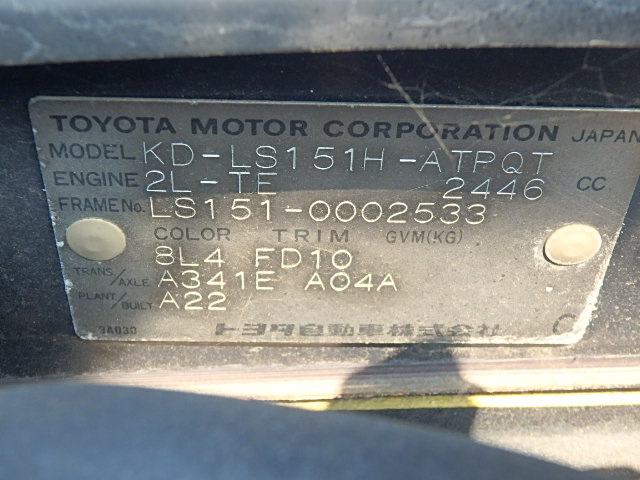 TOYOTA MOTOR CORPORATION JAPAN
MODEL KD-LS151H-ATPQT
ENGINE 2L-TE 2446 CC.
FRAME No. LS151-0002533
COLOR TRIM GVM(KG)
8L4 FD10
TRANS./AXLE A341E A04A
PLANT/BUILT A22
3A030 トヨタ自動車株式会社 C